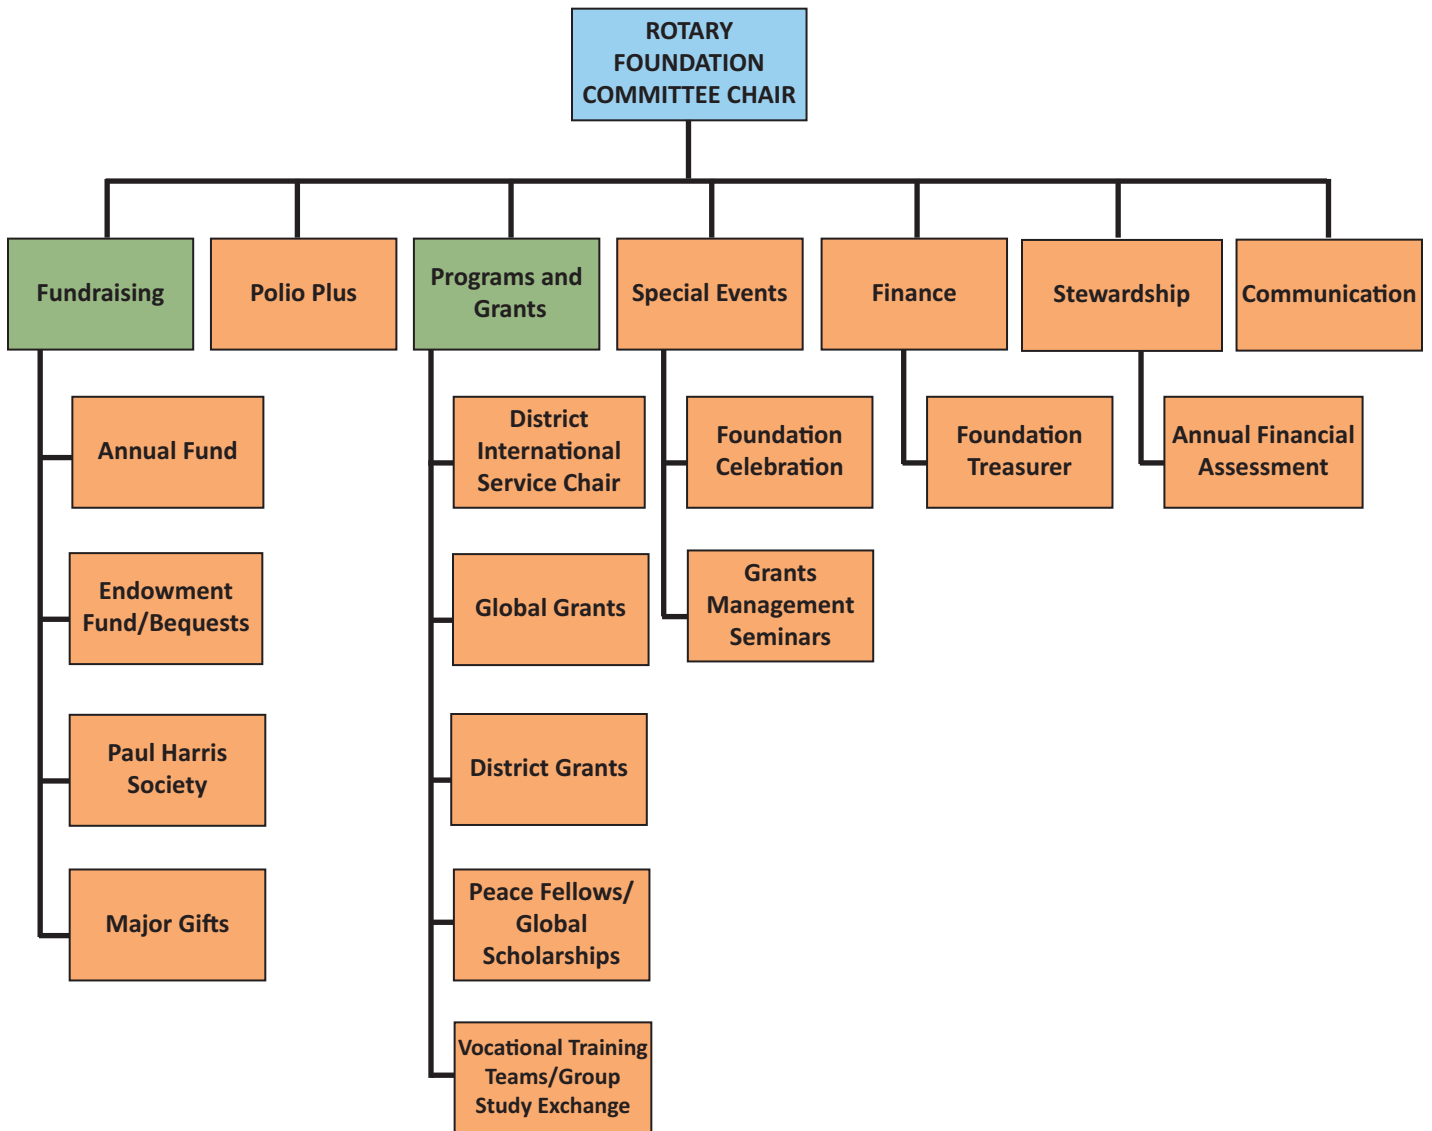 ROTARY
FOUNDATION
COMMITTEE CHAIR
Fundraising
Polio Plus
Programs and
Grants
Special Events
Finance
Stewardship
Communication
Annual Fund
Endowment
Fund/Bequests
Paul Harris
Society
Major Gifts
District
International
Service Chair
Global Grants
District Grants
Peace Fellows/
Global
Scholarships
Vocational Training
Teams/Group
Study Exchange
Foundation
Celebration
Grants
Management
Seminars
Foundation
Treasurer
Annual Financial
Assessment